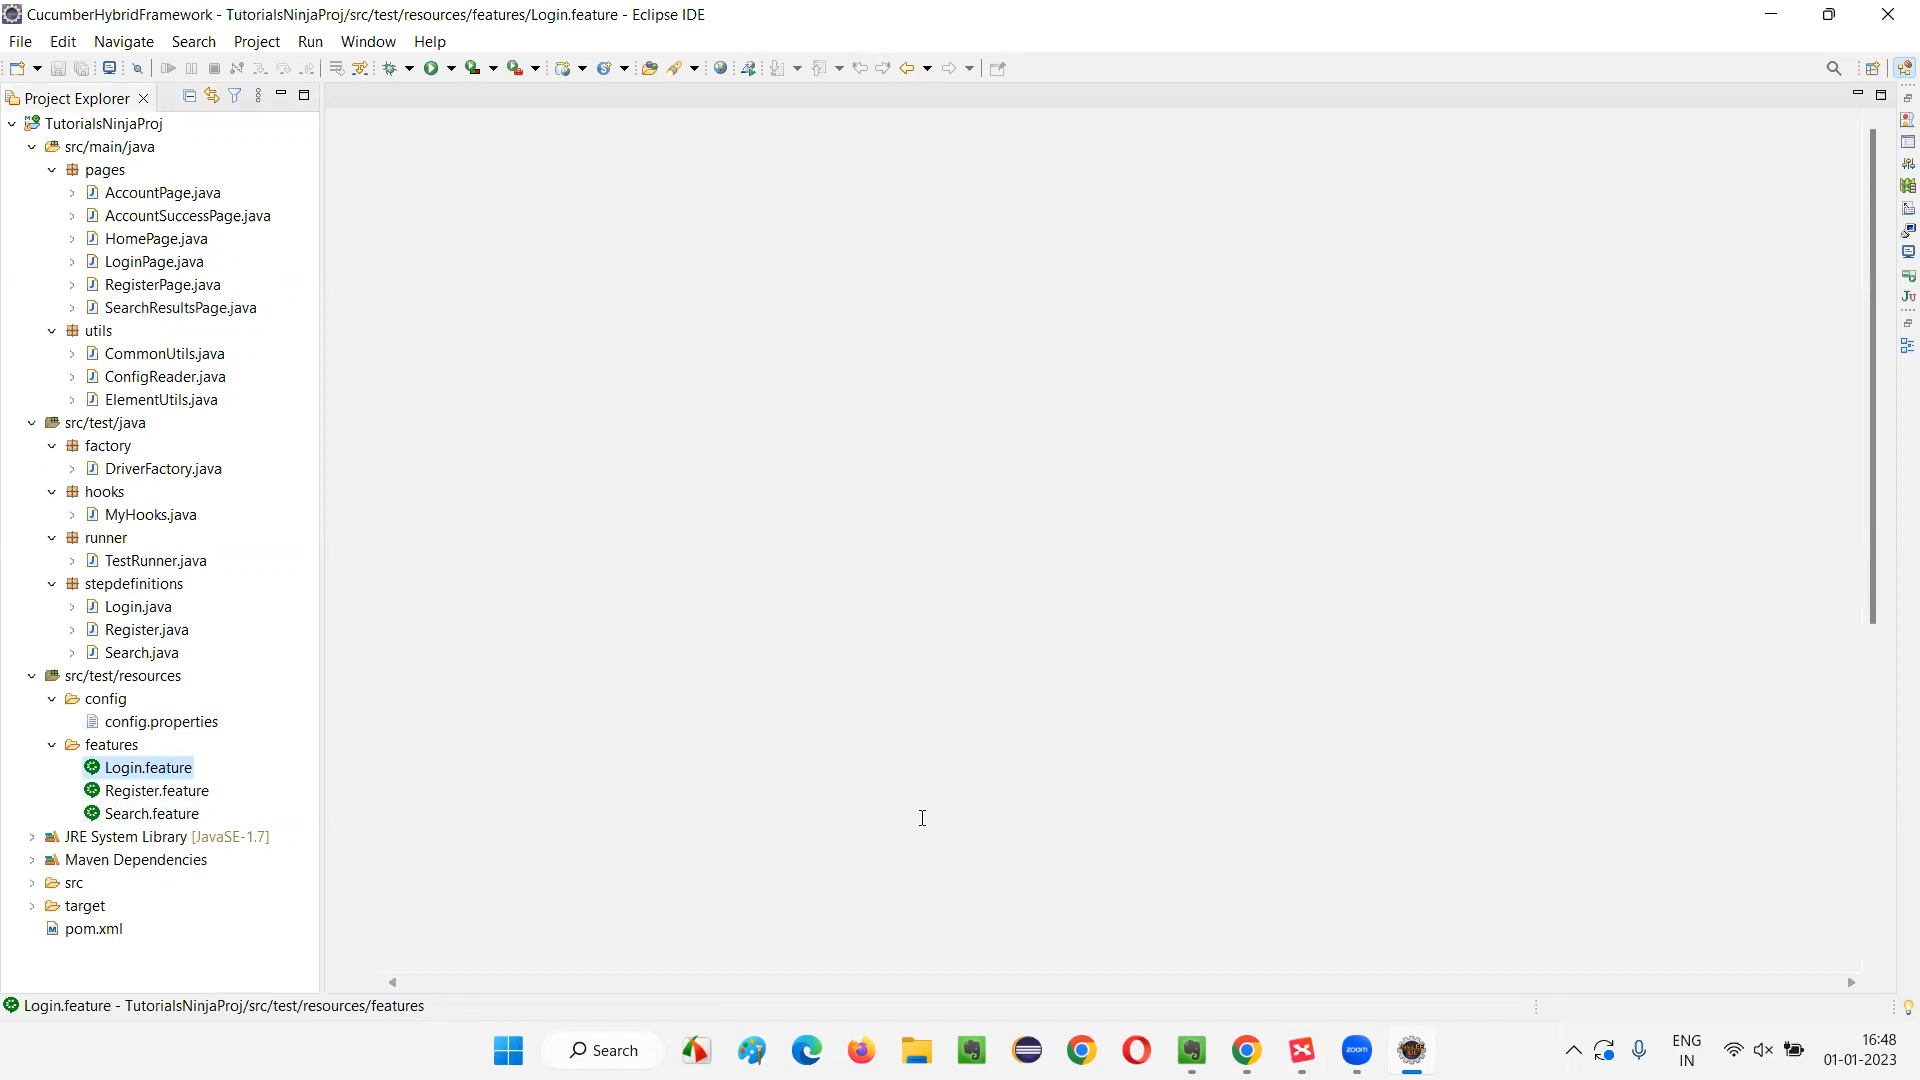 CucumberHybridFramework - TutorialsNinjaProj/src/test/resources/features/Login.feature - Eclipse IDE
File Edit Navigate Search Project Run Window Help
Project Explorer
TutorialsNinjaProj
src/main/java
pages
AccountPage.java
AccountSuccessPage.java
HomePage.java
LoginPage.java
RegisterPage.java
SearchResultsPage.java
utils
CommonUtils.java
ConfigReader.java
ElementUtils.java
src/test/java
factory
DriverFactory.java
hooks
MyHooks.java
runner
TestRunner.java
stepdefinitions
Login.java
Register.java
Search.java
src/test/resources
config
config.properties
features
Login.feature
Register.feature
Search.feature
JRE System Library [JavaSE-1.7]
Maven Dependencies
src
target
pom.xml
Login.feature - TutorialsNinjaProj/src/test/resources/features
Search
zoom
ENG
IN
16:48
01-01-2023